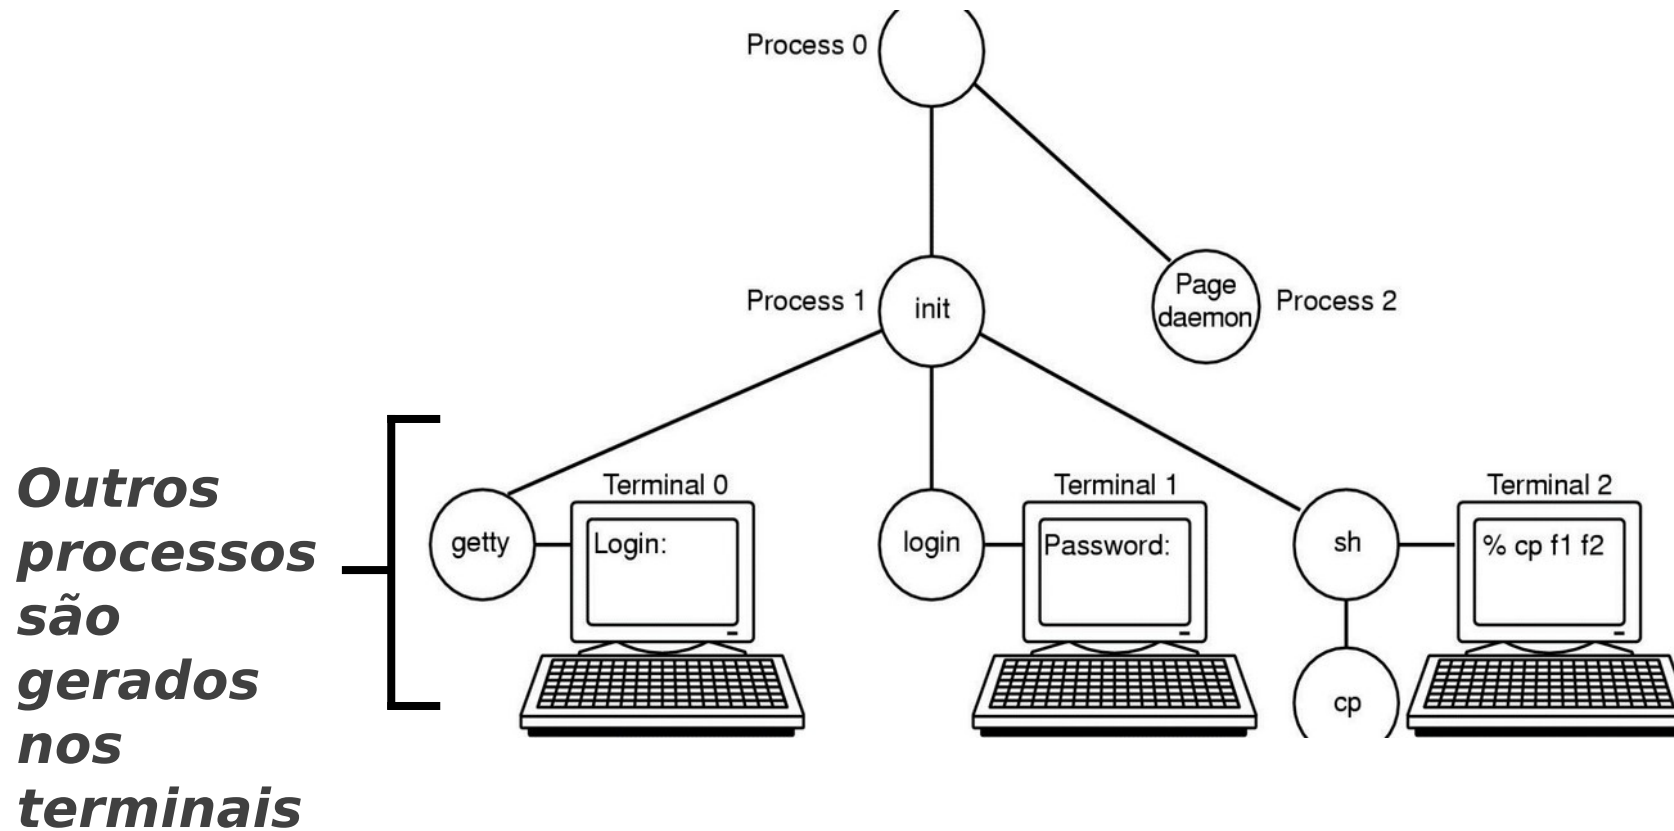 Process 0
Process 1
init
Page
daemon
Process 2
Outros
processos
são
gerados
nos
terminais
getty
Terminal 0
Login:
login
Terminal 1
Password:
sh
Terminal 2
% cp f1 f2
cp